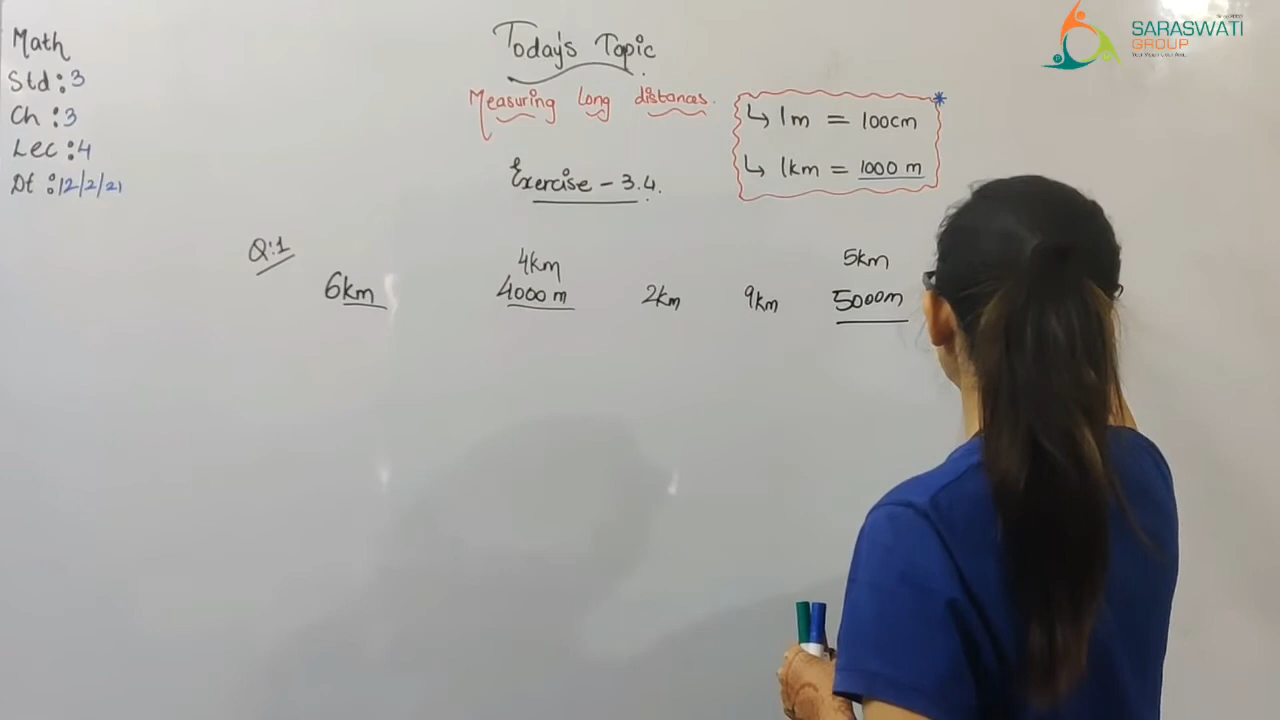 Math
Std : 3
Ch : 3
Lec : 4
Dt : 12/2/21
Today's Topic
Measuring long distances.
Exercise - 3.4.
↳ 1m = 100cm
↳ 1km = 1000 m
*
SARASWATI
GROUP
Q:1
6km
4km
4000 m
2km
9km
5km
5000m